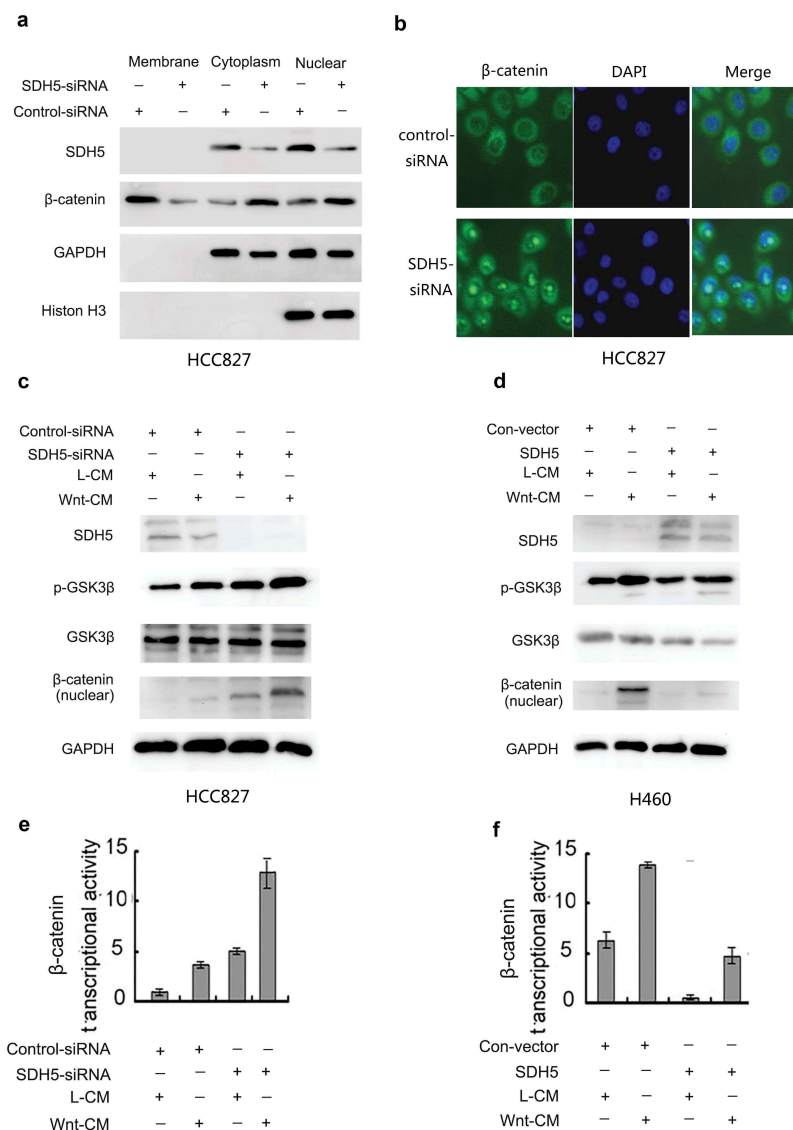 a
Membrane Cytoplasm Nuclear
SDH5-siRNA – + – + – +
Control-siRNA + – + – + –
SDH5
β-catenin
GAPDH
Histon H3
HCC827
b
β-catenin DAPI Merge
control-
siRNA
SDH5-
siRNA
HCC827
c
Control-siRNA + + – –
SDH5-siRNA – – + +
L-CM + – + –
Wnt-CM – + – +
SDH5
p-GSK3β
GSK3β
β-catenin
(nuclear)
GAPDH
HCC827
d
Con-vector + + – –
SDH5 – – + +
L-CM + – + –
Wnt-CM – + – +
SDH5
p-GSK3β
GSK3β
β-catenin
(nuclear)
GAPDH
H460
e
β-catenin
transcriptional activity
15
10
5
0
Control-siRNA + + – –
SDH5-siRNA – – + +
L-CM + – + –
Wnt-CM – + – +
f
β-catenin
transcriptional activity
15
10
5
0
Con-vector + + – –
SDH5 – – + +
L-CM + – + –
Wnt-CM – + – +